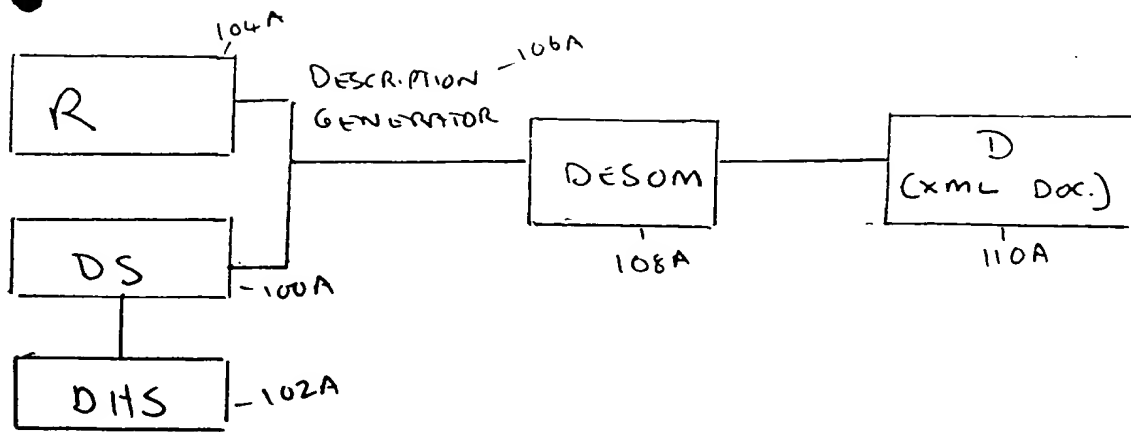 104A
R
DESCRIPTION
GENERATOR
-106A
DESOM
108A
D
(XML DOC.)
110A
DS
-100A
DHS
-102A